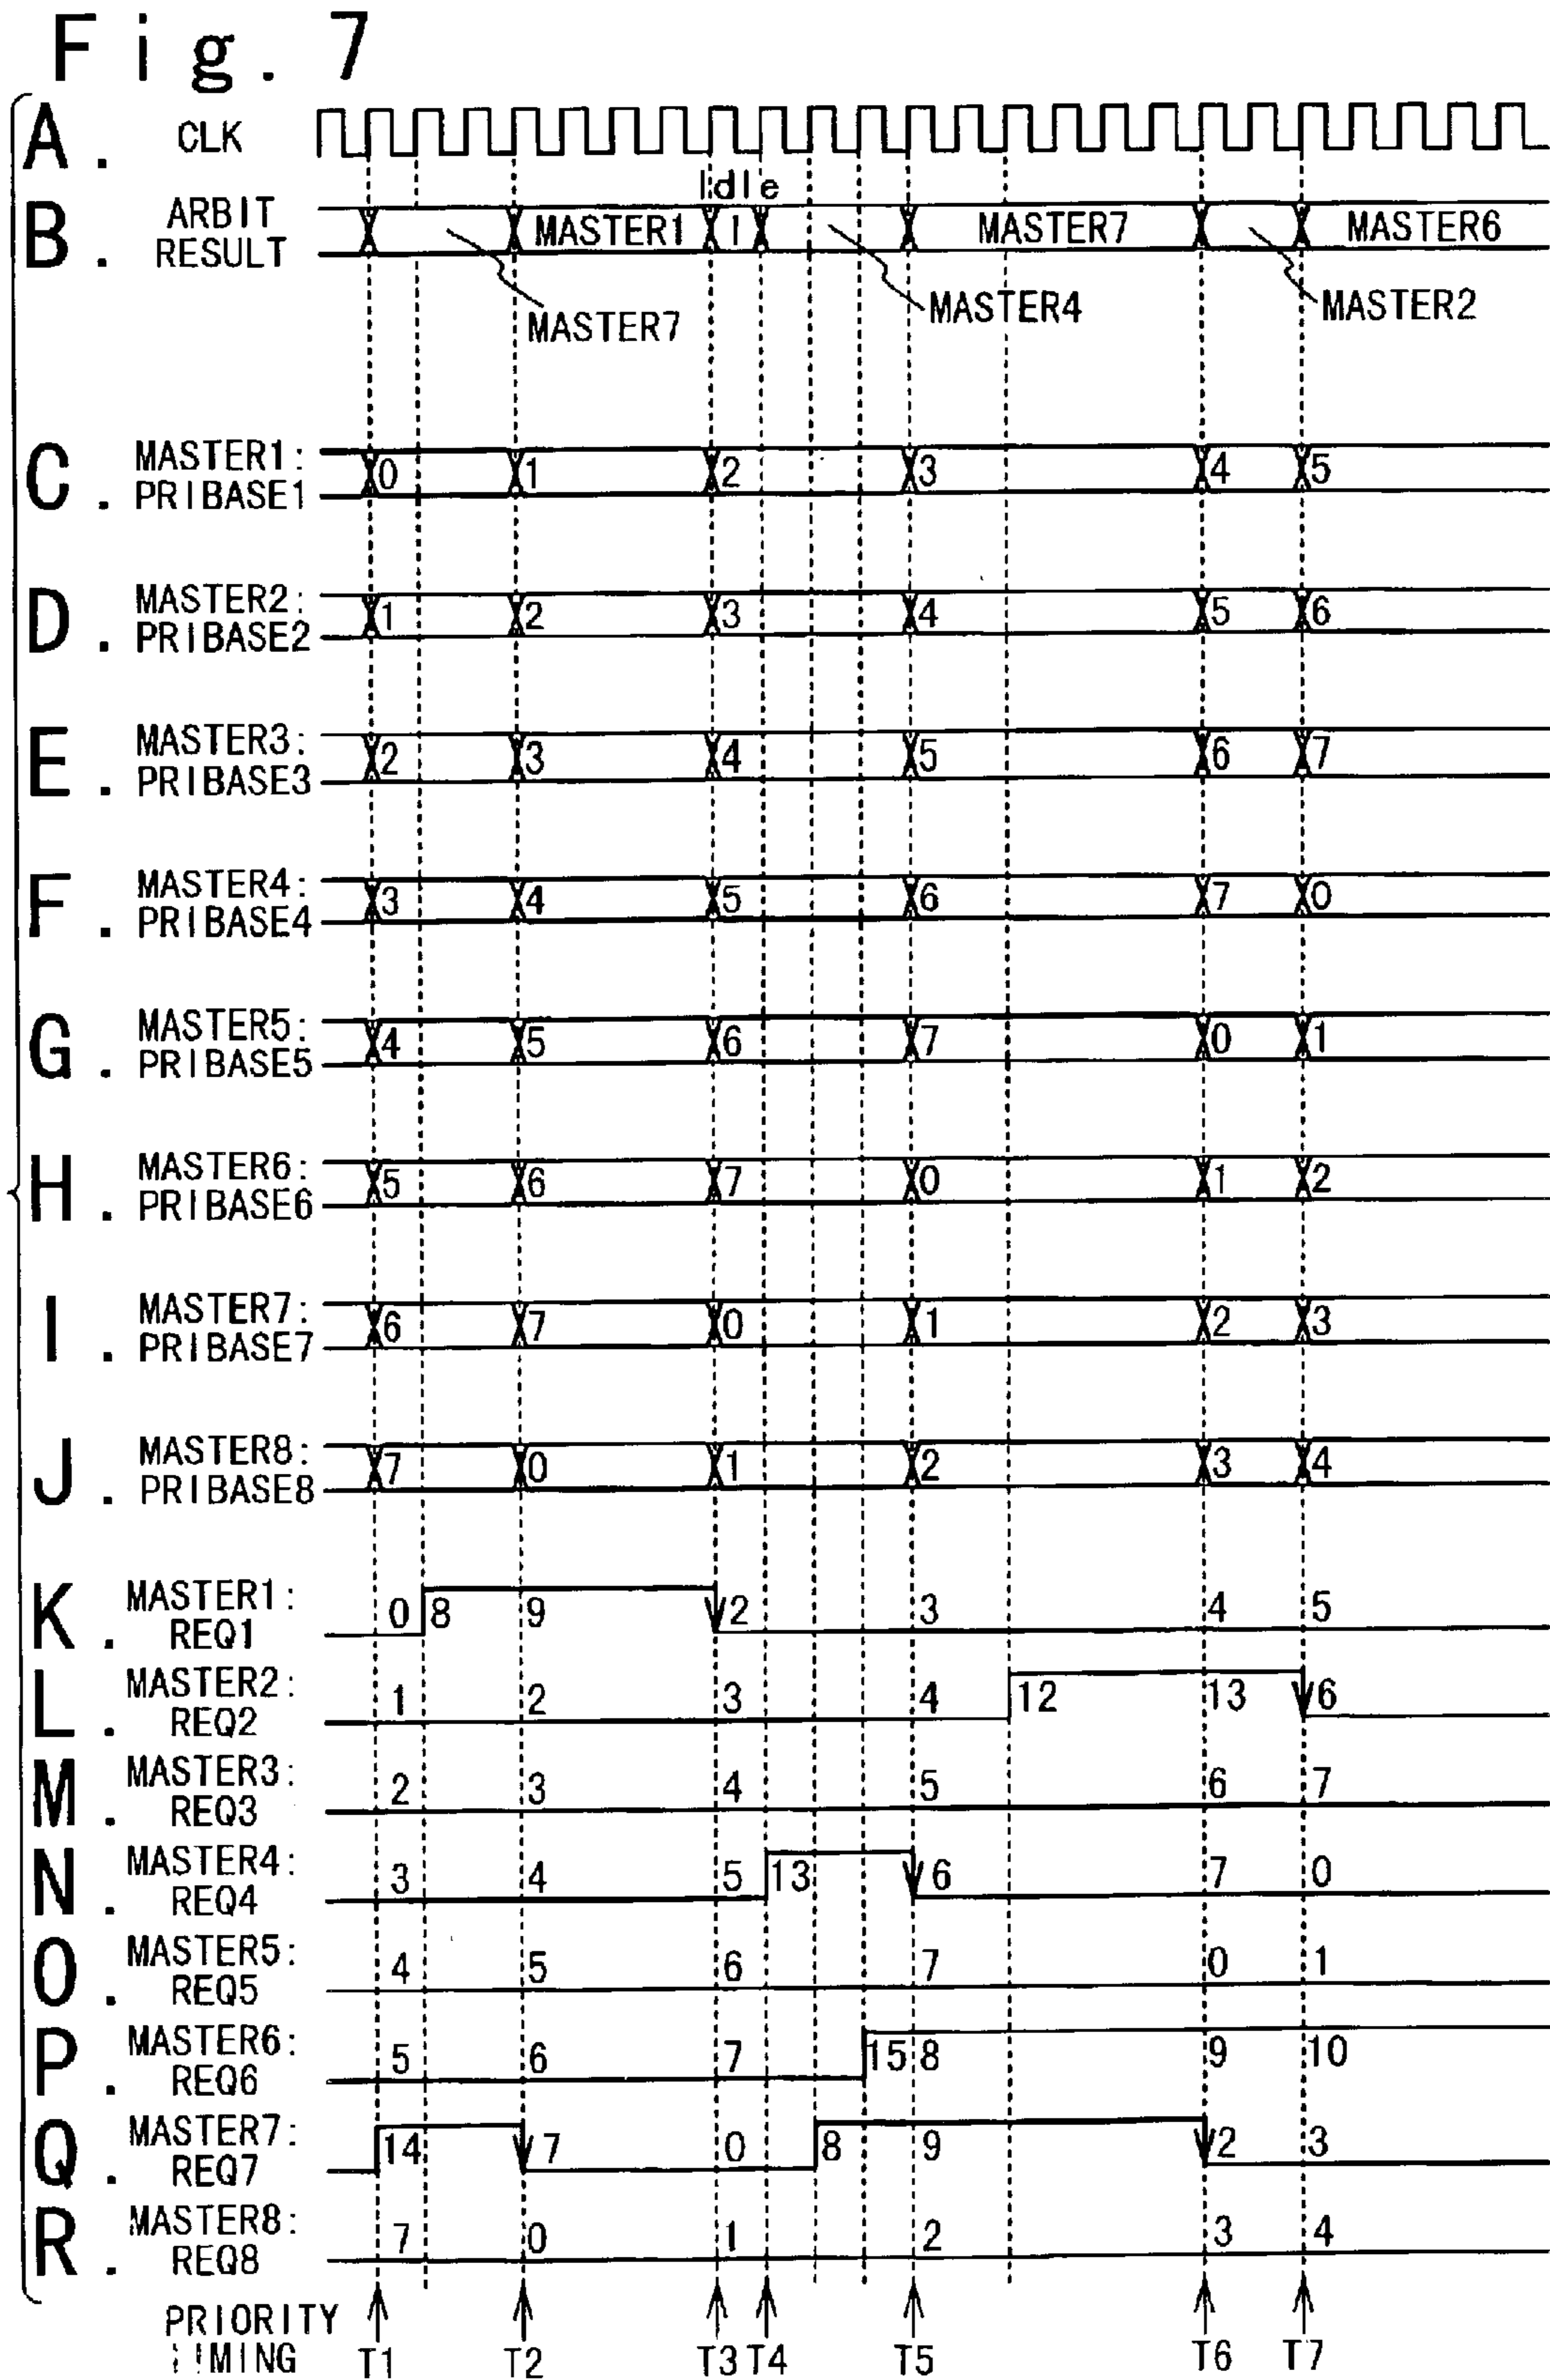 Fig. 7
A. CLK
Idle
B. ARBIT RESULT MASTER1 I MASTER7 MASTER6
MASTER7 MASTER4 MASTER2
C. MASTER1: PRIBASE1 0 1 2 3 4 5
D. MASTER2: PRIBASE2 1 2 3 4 5 6
E. MASTER3: PRIBASE3 2 3 4 5 6 7
F. MASTER4: PRIBASE4 3 4 5 6 7 0
G. MASTER5: PRIBASE5 4 5 6 7 0 1
H. MASTER6: PRIBASE6 5 6 7 0 1 2
I. MASTER7: PRIBASE7 6 7 0 1 2 3
J. MASTER8: PRIBASE8 7 0 1 2 3 4
K. MASTER1: REQ1 0 8 9 2 3 4 5
L. MASTER2: REQ2 1 2 3 4 12 13 6
M. MASTER3: REQ3 2 3 4 5 6 7
N. MASTER4: REQ4 3 4 5 13 6 7 0
O. MASTER5: REQ5 4 5 6 7 0 1
P. MASTER6: REQ6 5 6 7 15 8 9 10
Q. MASTER7: REQ7 14 7 0 8 9 2 3
R. MASTER8: REQ8 7 0 1 2 3 4
PRIORITY TIMING T1 T2 T3 T4 T5 T6 T7